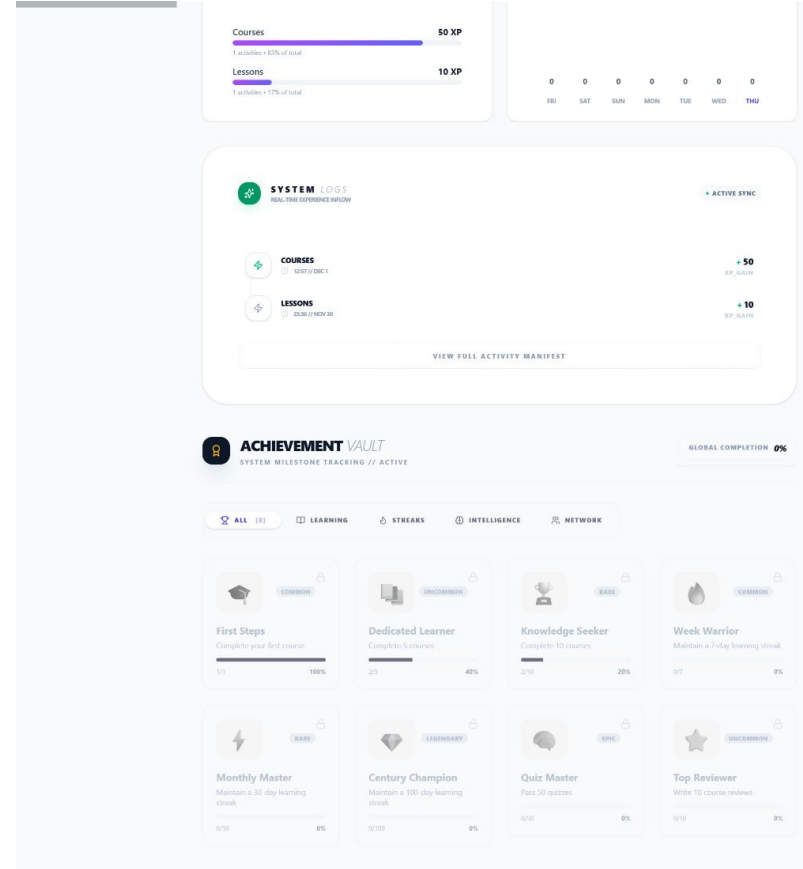 Courses 50 XP
1 activities • 83% of total
Lessons 10 XP
1 activities • 17% of total
0 0 0 0 0 0 0
FRI SAT SUN MON TUE WED THU
SYSTEM LOGS
REAL-TIME EXPERIENCE INFLOW
• ACTIVE SYNC
COURSES
12:57 // DEC 1
+ 50
XP_GAIN
LESSONS
23:36 // NOV 30
+ 10
XP_GAIN
VIEW FULL ACTIVITY MANIFEST
ACHIEVEMENT VAULT
SYSTEM MILESTONE TRACKING // ACTIVE
GLOBAL COMPLETION 0%
ALL [8] LEARNING STREAKS INTELLIGENCE NETWORK
COMMON
First Steps
Complete your first course
1/1 100%
UNCOMMON
Dedicated Learner
Complete 5 courses
2/5 40%
RARE
Knowledge Seeker
Complete 10 courses
2/10 20%
COMMON
Week Warrior
Maintain a 7-day learning streak
0/7 0%
RARE
Monthly Master
Maintain a 30-day learning
streak
0/30 0%
LEGENDARY
Century Champion
Maintain a 100-day learning
streak
0/100 0%
EPIC
Quiz Master
Pass 50 quizzes
0/50 0%
UNCOMMON
Top Reviewer
Write 10 course reviews
0/10 0%